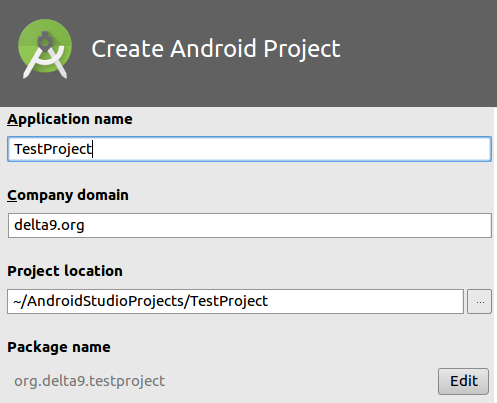 Create Android Project
Application name
TestProject
Company domain
delta9.org
Project location
~/AndroidStudioProjects/TestProject
...
Package name
org.delta9.testproject
Edit